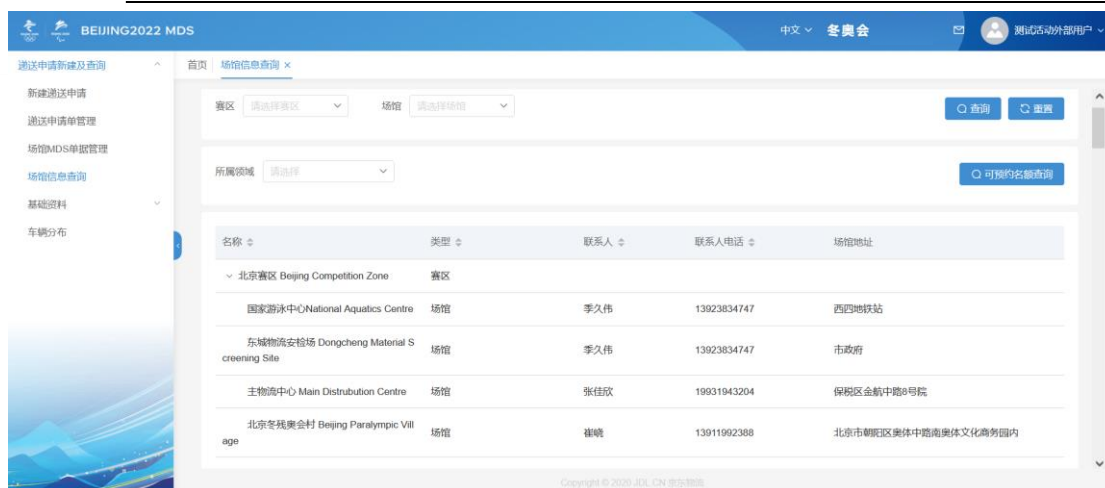 BEIJING2022 MDS
中文 冬奥会 测试活动外部用户
递送申请新建及查询
新建递送申请
递送申请单管理
场馆MDS单据管理
场馆信息查询
基础资料
车辆分布
首页 场馆信息查询 ×
赛区 请选择赛区 场馆 请选择场馆 查询 重置
所属领域 请选择 可预约名额查询
名称 类型 联系人 联系人电话 场馆地址
北京赛区 Beijing Competition Zone 赛区
国家游泳中心National Aquatics Centre 场馆 季久伟 13923834747 西四地铁站
东城物流安检场 Dongcheng Material S
creening Site 场馆 季久伟 13923834747 市政府
主物流中心 Main Distrubution Centre 场馆 张佳欣 19931943204 保税区金航中路8号院
北京冬残奥会村 Beijing Paralympic Vill
age 场馆 崔晓 13911992388 北京市朝阳区奥体中路南奥体文化商务园内
Copyright © 2020 JDL.CN 京东物流